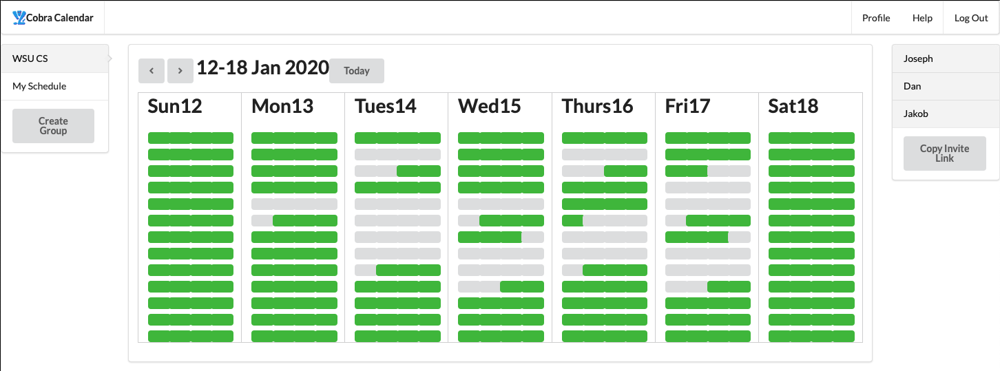 Cobra Calendar
Profile
Help
Log Out
WSU CS
My Schedule
Create
Group
12-18 Jan 2020
Today
Sun12
Mon13
Tues14
Wed15
Thurs16
Fri17
Sat18
Joseph
Dan
Jakob
Copy Invite
Link